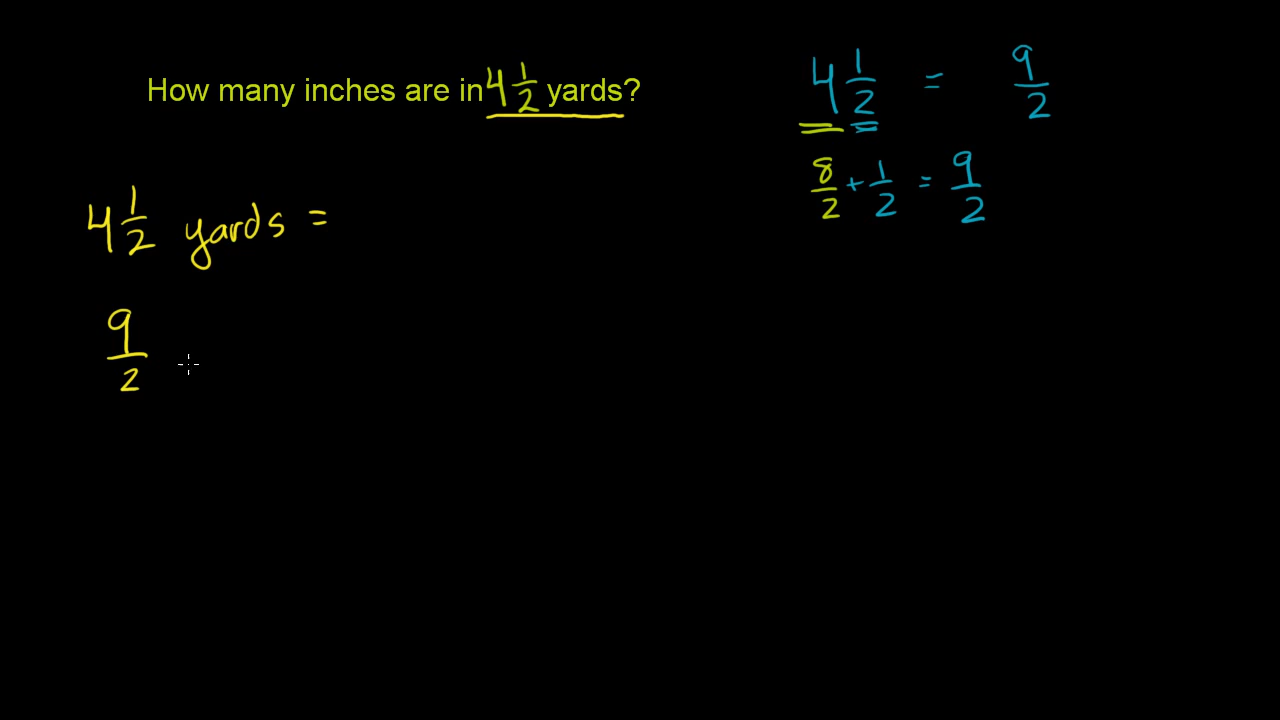 How many inches are in 4 1/2 yards?
4 1/2 = 9/2
8/2 + 1/2 = 9/2
4 1/2 yards =
9/2